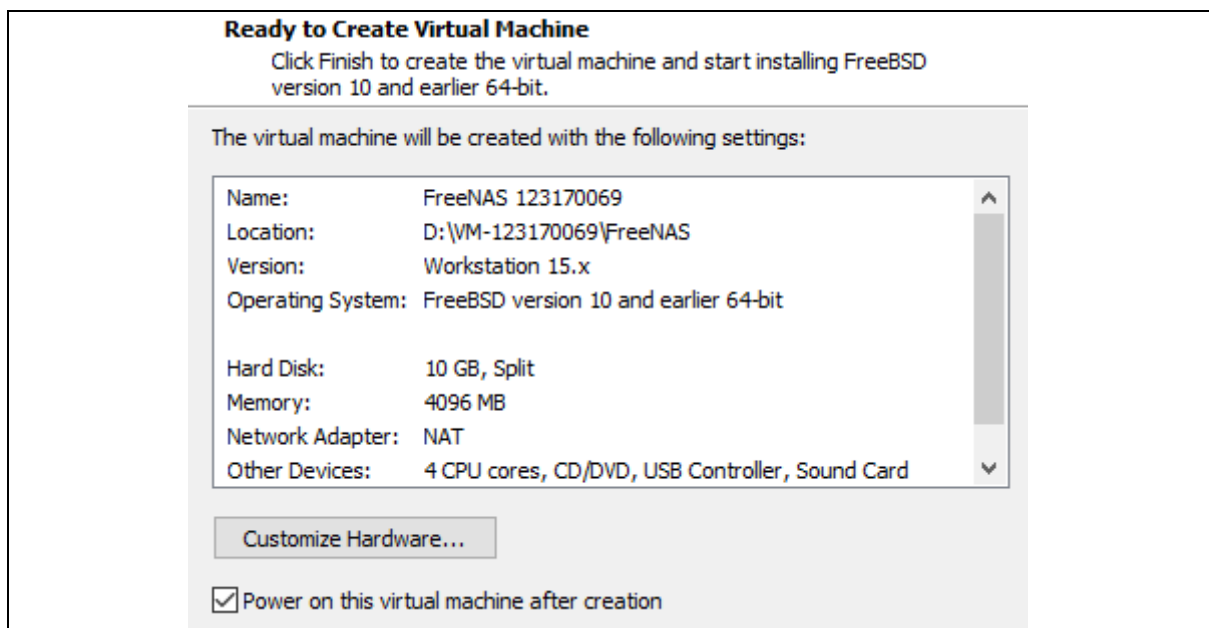 Ready to Create Virtual Machine
Click Finish to create the virtual machine and start installing FreeBSD
version 10 and earlier 64-bit.
The virtual machine will be created with the following settings:
Name: FreeNAS 123170069
Location: D:\VM-123170069\FreeNAS
Version: Workstation 15.x
Operating System: FreeBSD version 10 and earlier 64-bit
Hard Disk: 10 GB, Split
Memory: 4096 MB
Network Adapter: NAT
Other Devices: 4 CPU cores, CD/DVD, USB Controller, Sound Card
Customize Hardware...
Power on this virtual machine after creation